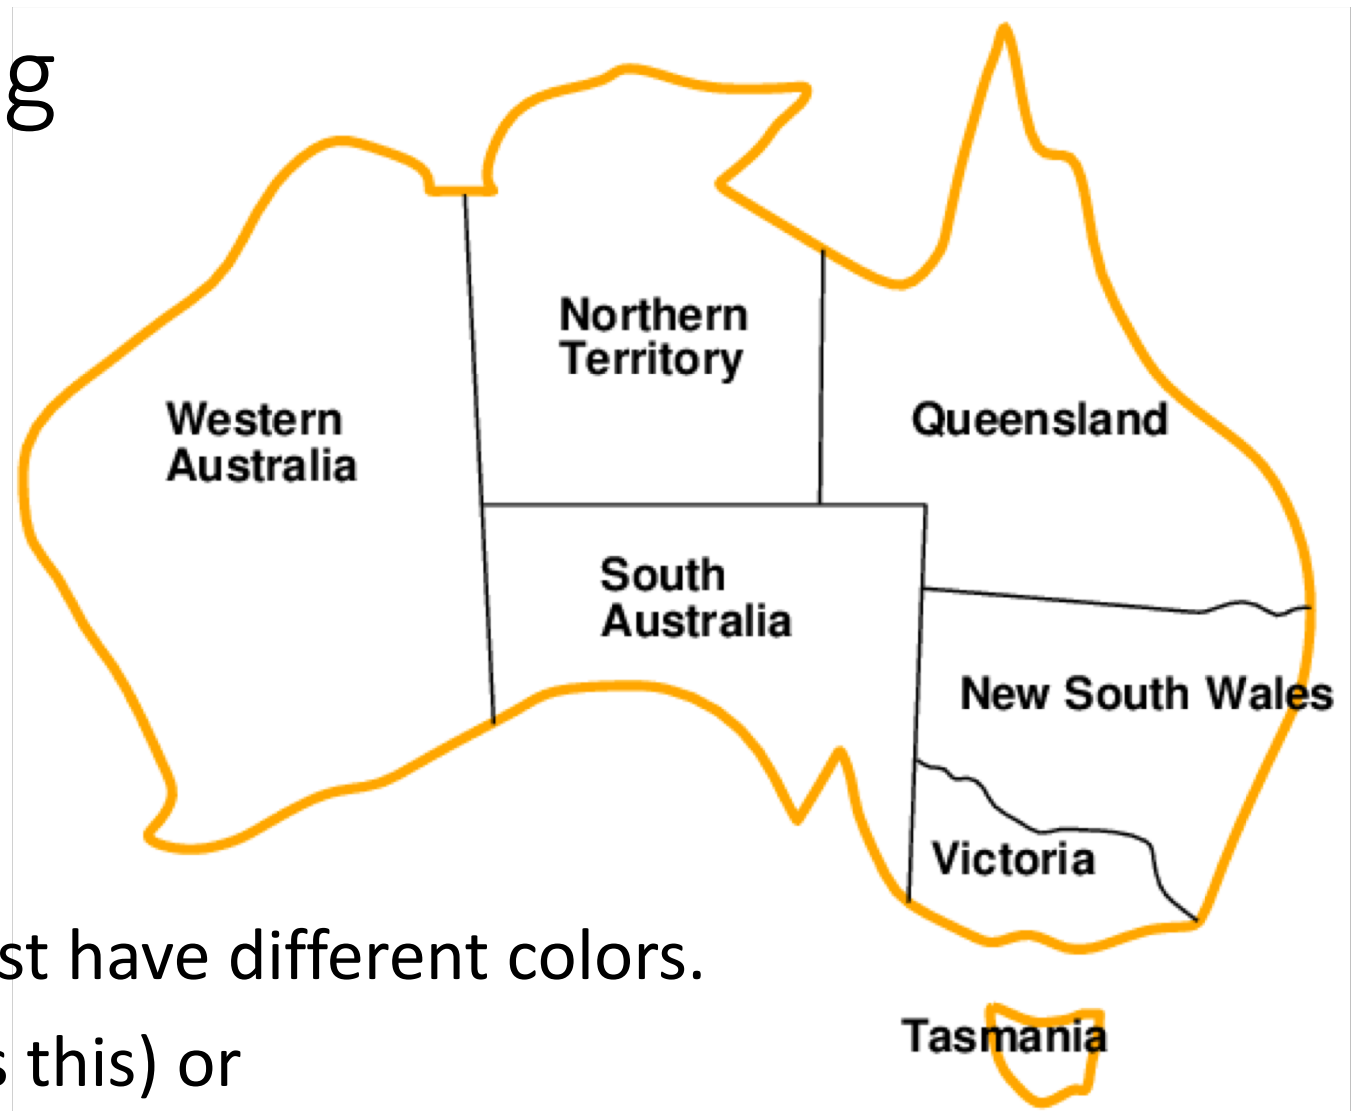 g
Northern
Territory
Western
Australia
Queensland
South
Australia
New South Wales
Victoria
st have different colors.
Tasmania
s this) or